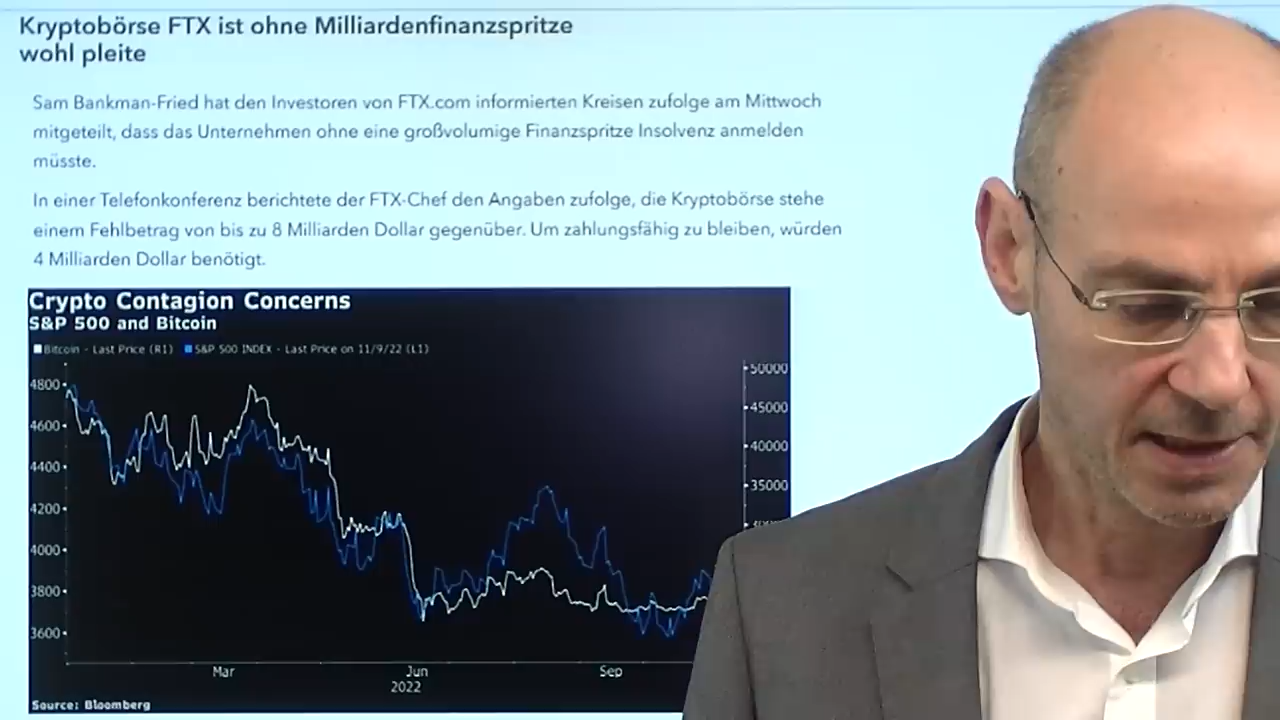 Kryptobörse FTX ist ohne Milliardenfinanzspritze
wohl pleite
Sam Bankman-Fried hat den Investoren von FTX.com informierten Kreisen zufolge am Mittwoch
mitgeteilt, dass das Unternehmen ohne eine großvolumige Finanzspritze Insolvenz anmelden
müsste.
In einer Telefonkonferenz berichtete der FTX-Chef den Angaben zufolge, die Kryptobörse stehe
einem Fehlbetrag von bis zu 8 Milliarden Dollar gegenüber. Um zahlungsfähig zu bleiben, würden
4 Milliarden Dollar benötigt.
Crypto Contagion Concerns
S&P 500 and Bitcoin
Bitcoin - Last Price (R1) S&P 500 INDEX - Last Price on 11/9/22 (L1)
4800 50000
4600 45000
4400 40000
4200 35000
4000
3800
3600
Mar Jun Sep
2022
Source: Bloomberg